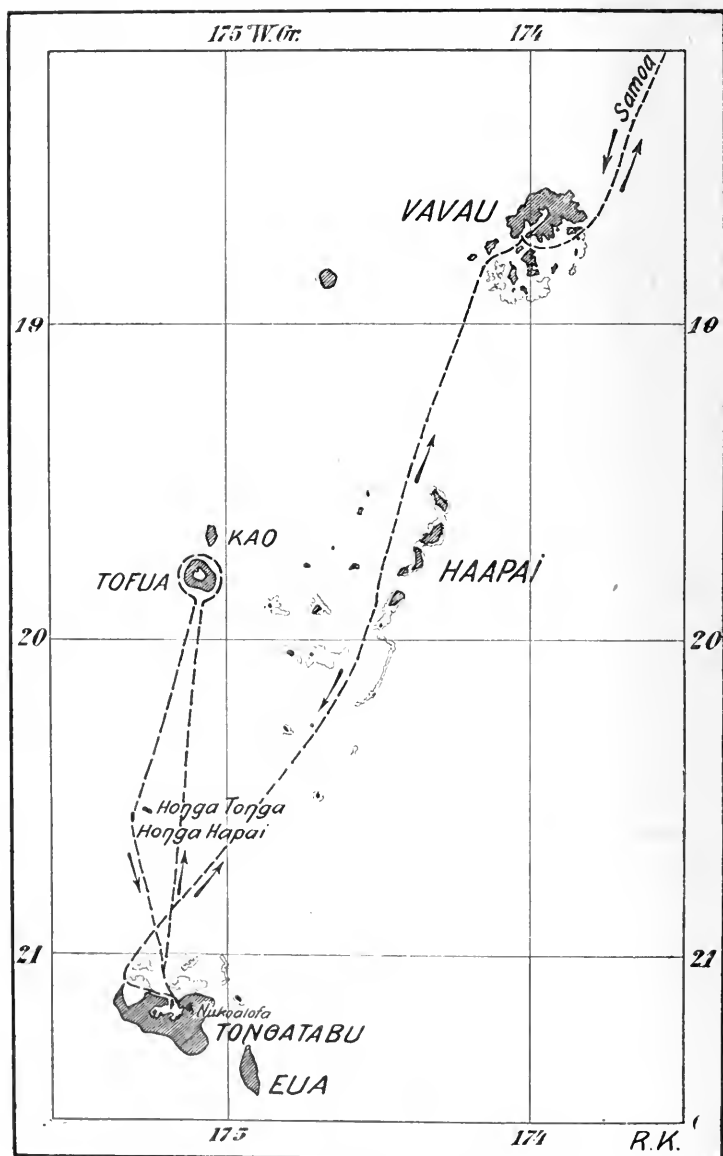 175 W. Gr. 174
Samoa
VAVAU
19 19
KAO
TOFUA
HAAPAI
20 20
Honga Tonga
Honga Hapai
21 21
Nukoalofa
TONGATABU
EUA
175 174
R.K.